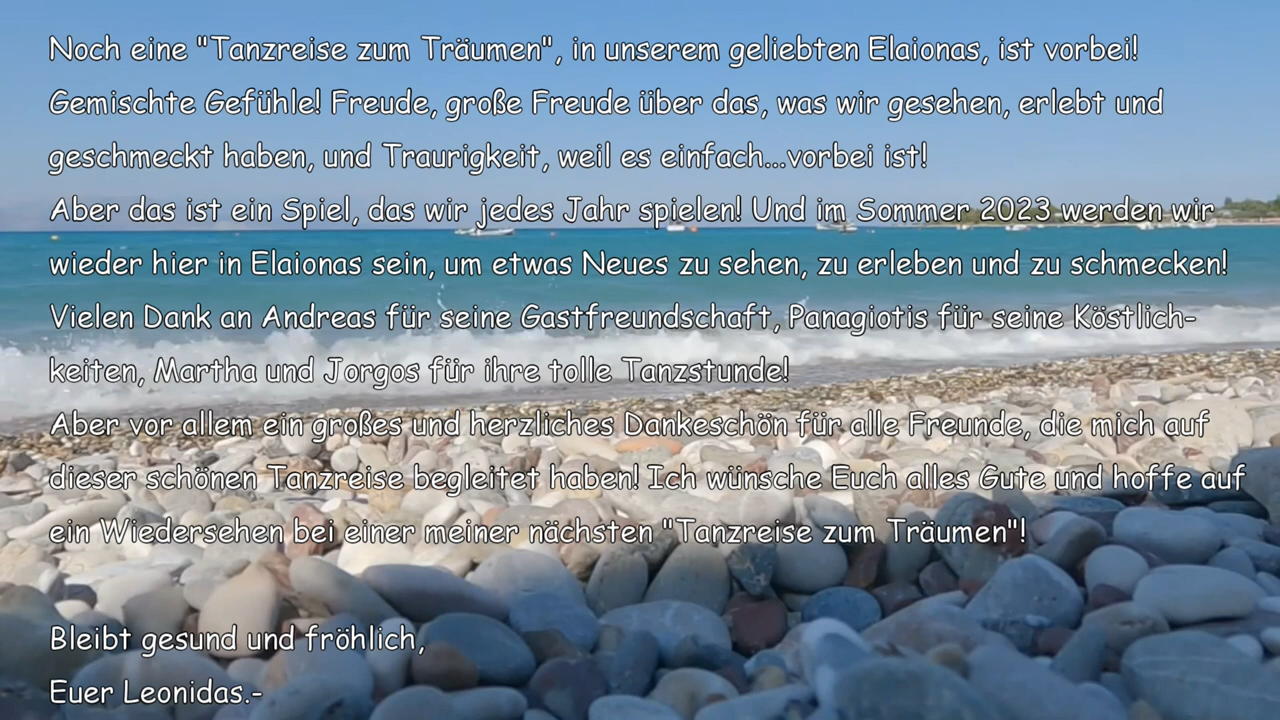 Noch eine "Tanzreise zum Träumen", in unserem geliebten Elaionas, ist vorbei!
Gemischte Gefühle! Freude, große Freude über das, was wir gesehen, erlebt und
geschmeckt haben, und Traurigkeit, weil es einfach...vorbei ist!
Aber das ist ein Spiel, das wir jedes Jahr spielen! Und im Sommer 2023 werden wir
wieder hier in Elaionas sein, um etwas Neues zu sehen, zu erleben und zu schmecken!
Vielen Dank an Andreas für seine Gastfreundschaft, Panagiotis für seine Köstlich-
keiten, Martha und Jorgos für ihre tolle Tanzstunde!
Aber vor allem ein großes und herzliches Dankeschön für alle Freunde, die mich auf
dieser schönen Tanzreise begleitet haben! Ich wünsche Euch alles Gute und hoffe auf
ein Wiedersehen bei einer meiner nächsten "Tanzreise zum Träumen"!
Bleibt gesund und fröhlich,
Euer Leonidas.-